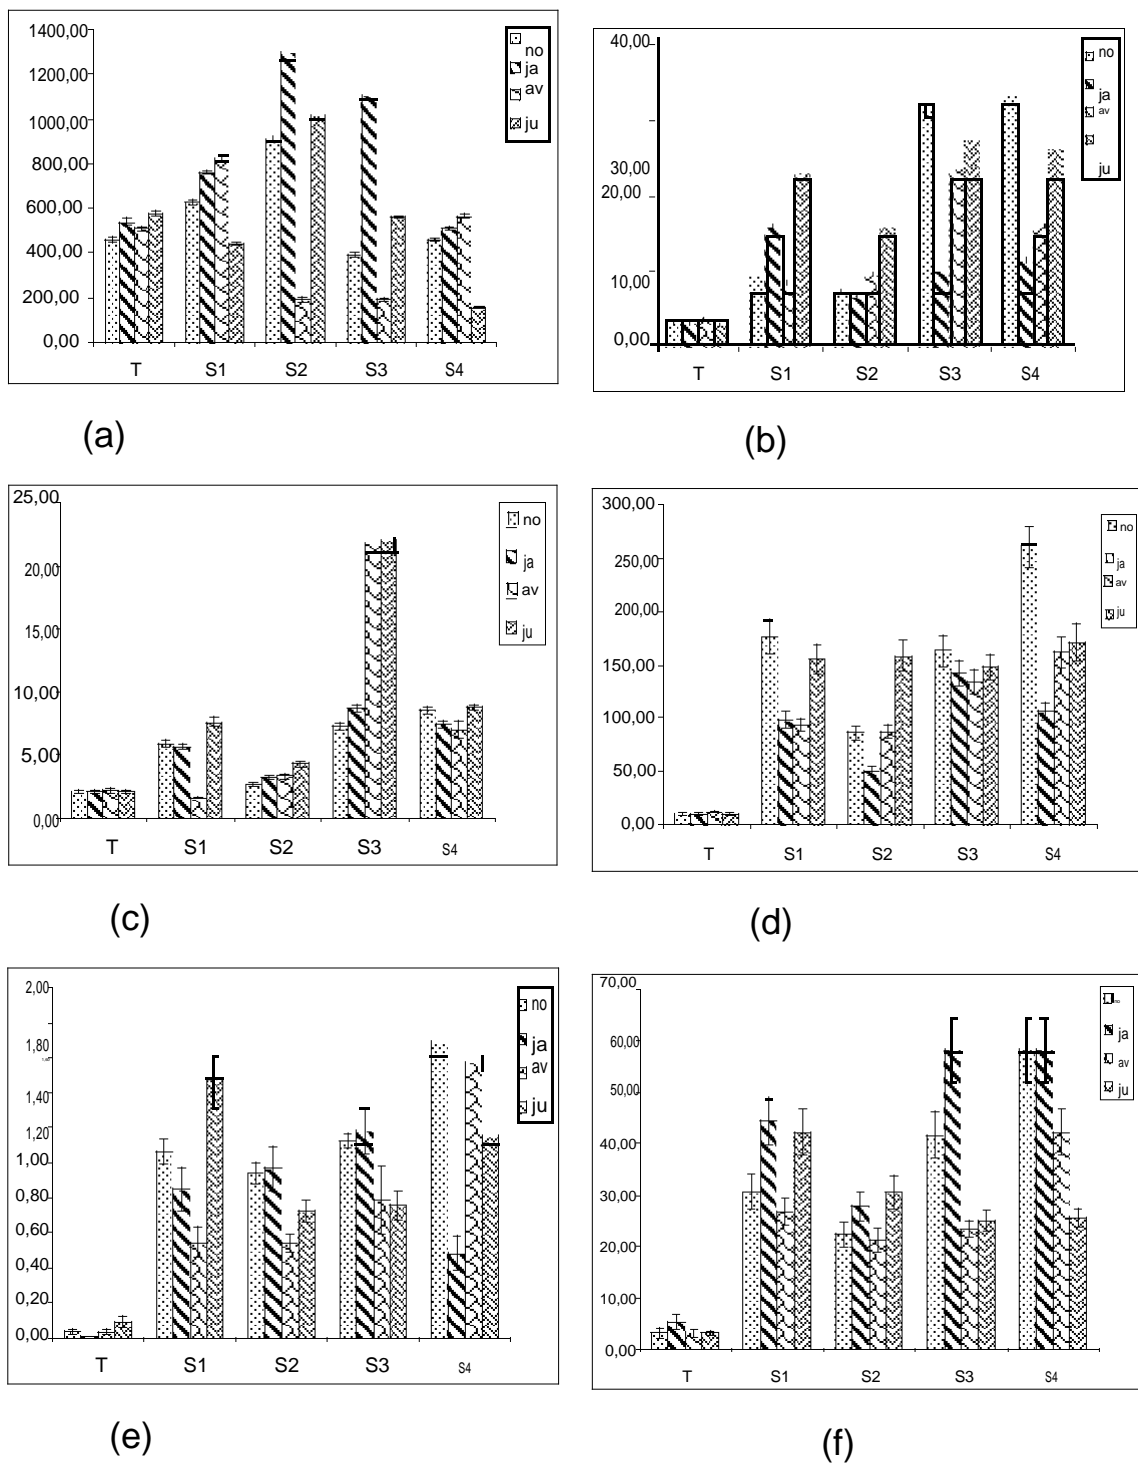 1400,00
1200,00
1000,00
800,00
600,00
400,00
200,00
0,00
T S1 S2 S3 S4
no
ja
av
ju
(a)
40,00
30,00
20,00
10,00
0,00
T S1 S2 S3 S4
no
ja
av
ju
(b)
25,00
20,00
15,00
10,00
5,00
0,00
T S1 S2 S3 S4
no
ja
av
ju
(c)
300,00
250,00
200,00
150,00
100,00
50,00
0,00
T S1 S2 S3 S4
no
ja
av
ju
(d)
2,00
1,80
1,40
1,20
1,00
0,80
0,60
0,40
0,20
0,00
T S1 S2 S3 S4
no
ja
av
ju
(e)
70,00
60,00
50,00
40,00
30,00
20,00
10,00
0,00
T S1 S2 S3 S4
no
ja
av
ju
(f)